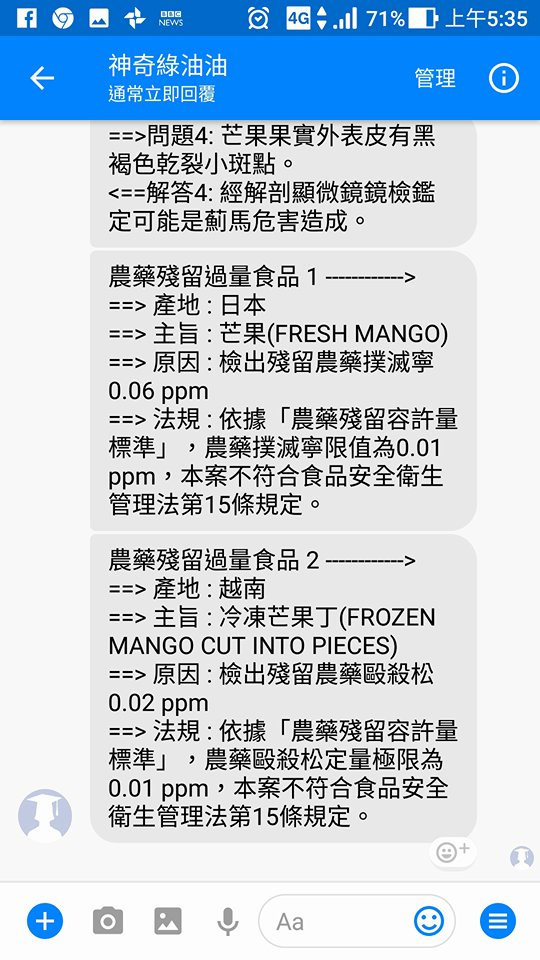 BBC NEWS 4G 71% 上午5:35
神奇綠油油
通常立即回覆
管理
==>問題4: 芒果果實外表皮有黑
褐色乾裂小斑點。
<==解答4: 經解剖顯微鏡鏡檢鑑
定可能是薊馬危害造成。
農藥殘留過量食品 1 ------------>
==> 產地 : 日本
==> 主旨 : 芒果(FRESH MANGO)
==> 原因 : 檢出殘留農藥撲滅寧
0.06 ppm
==> 法規 : 依據「農藥殘留容許量
標準」，農藥撲滅寧限值為0.01
ppm，本案不符合食品安全衛生
管理法第15條規定。
農藥殘留過量食品 2 ------------>
==> 產地 : 越南
==> 主旨 : 冷凍芒果丁(FROZEN
MANGO CUT INTO PIECES)
==> 原因 : 檢出殘留農藥毆殺松
0.02 ppm
==> 法規 : 依據「農藥殘留容許量
標準」，農藥毆殺松定量極限為
0.01 ppm，本案不符合食品安全
衛生管理法第15條規定。
Aa